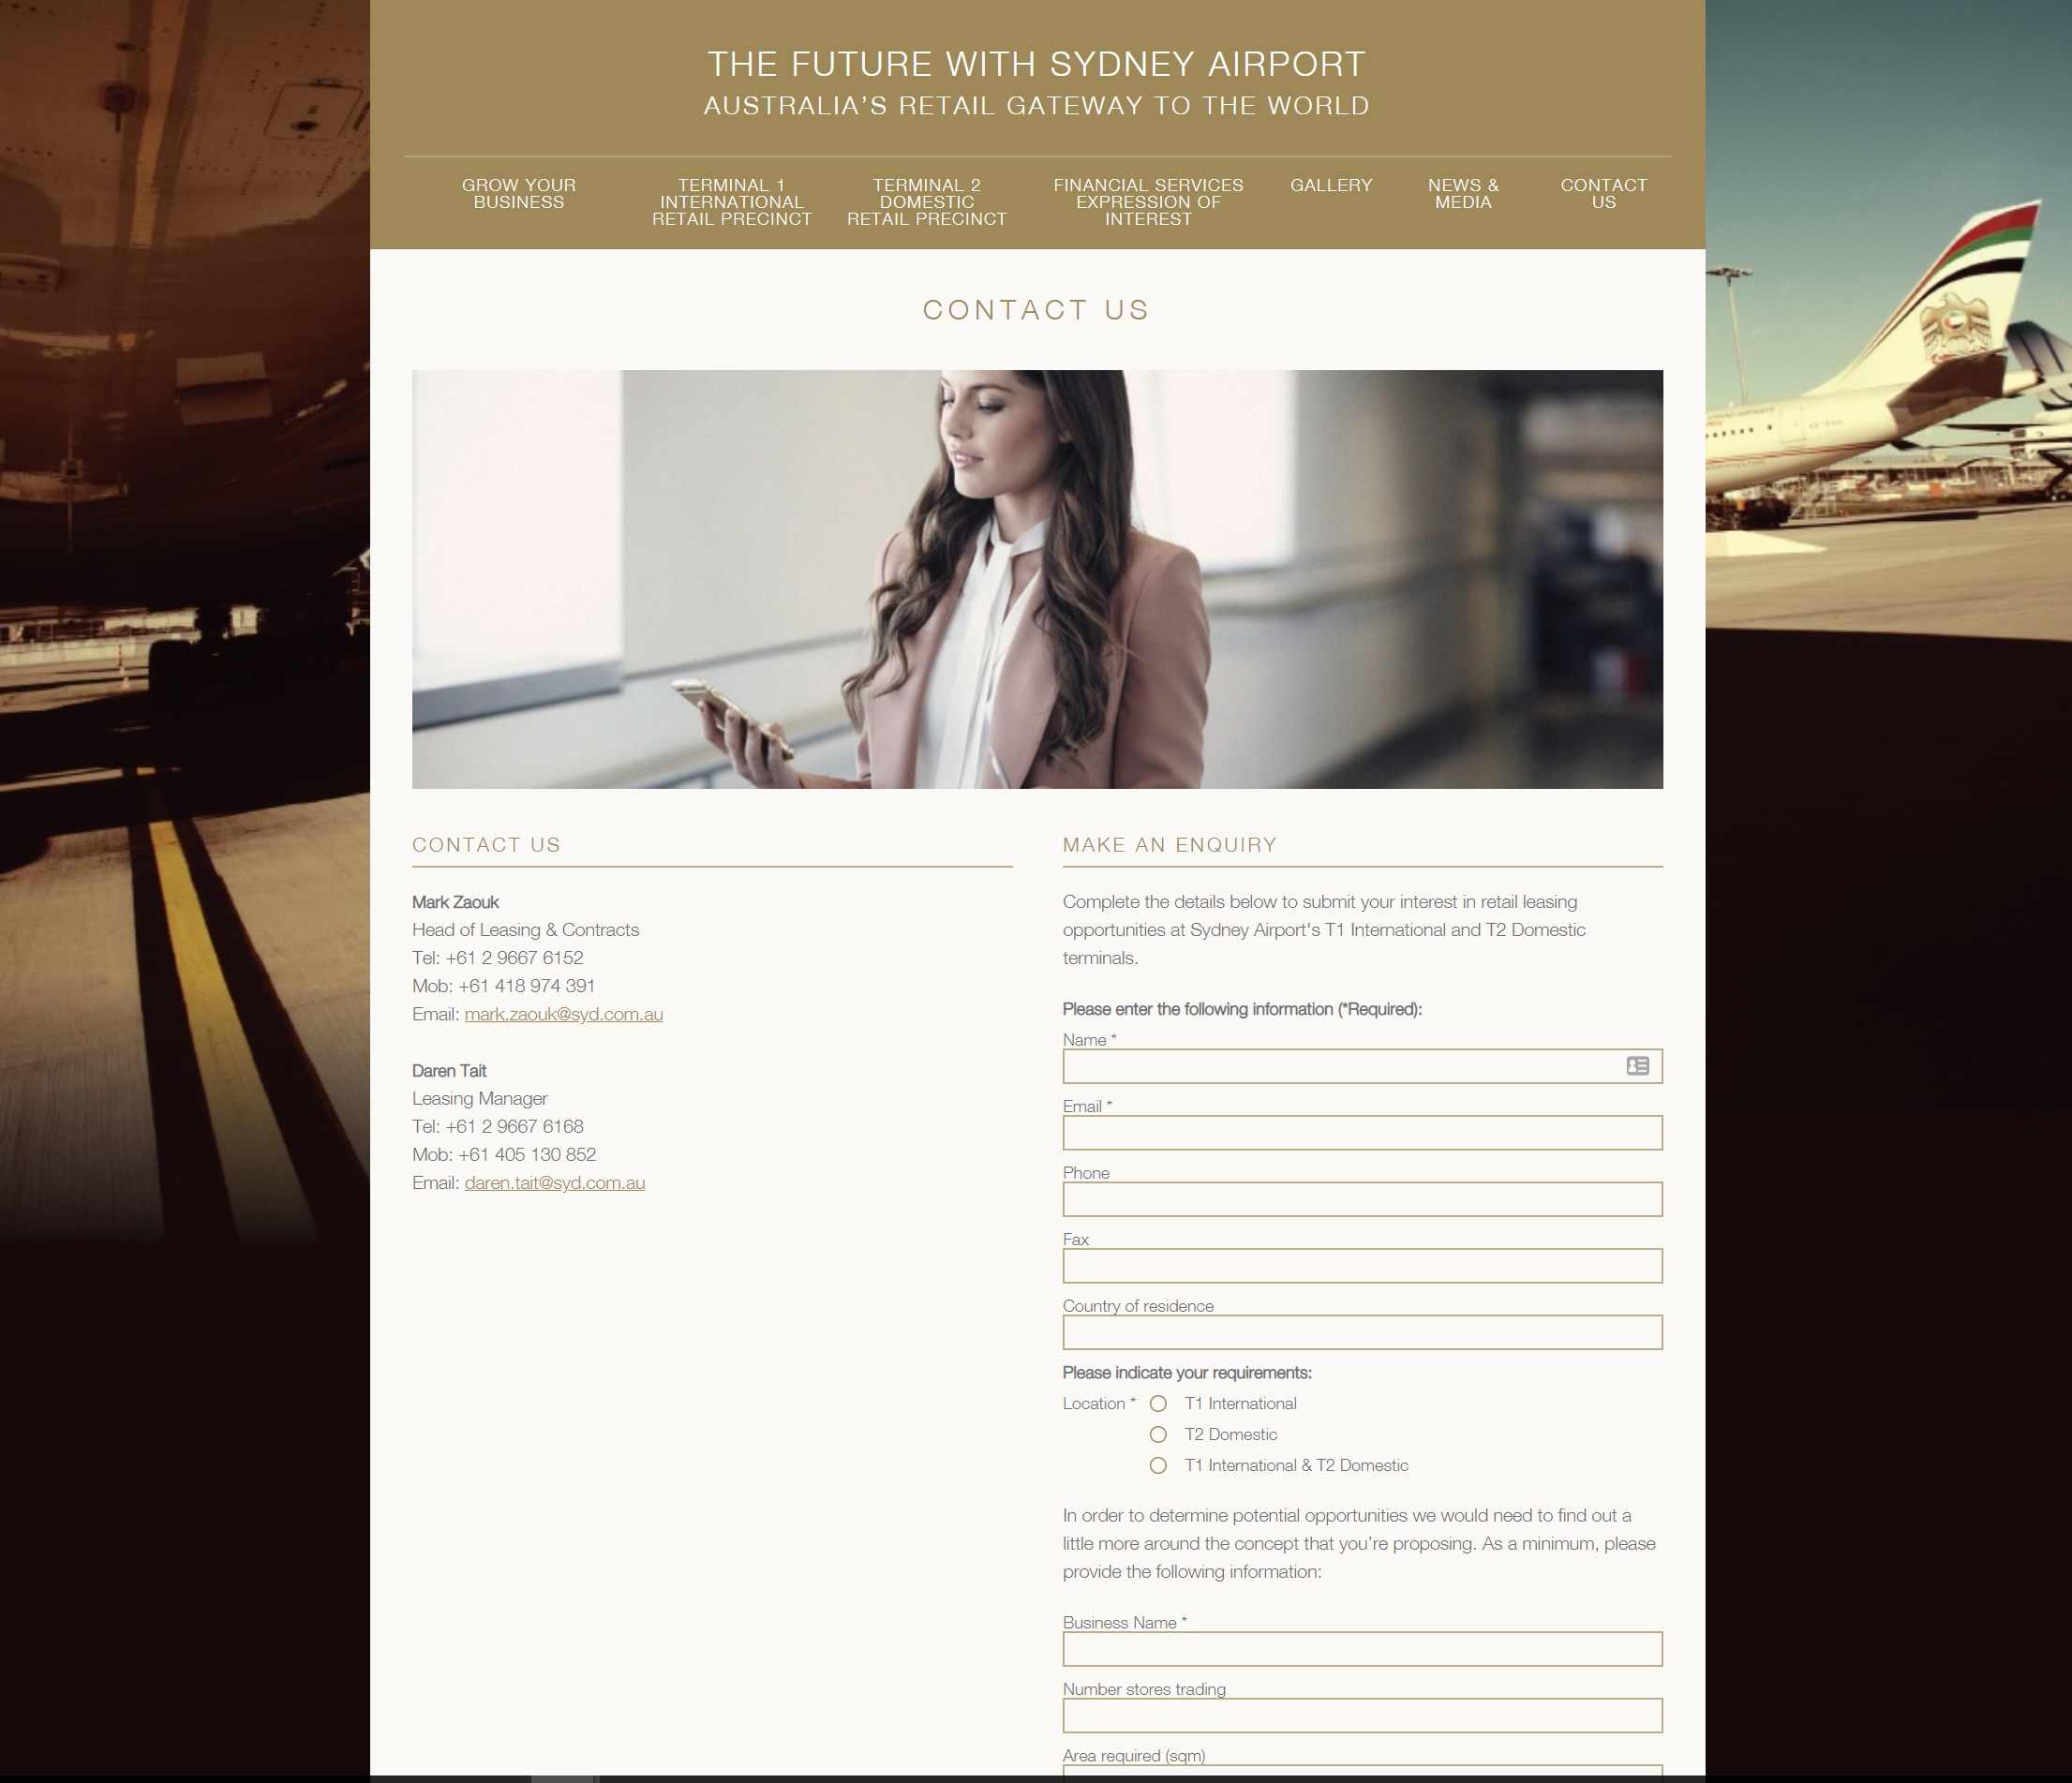 THE FUTURE WITH SYDNEY AIRPORT
AUSTRALIA’S RETAIL GATEWAY TO THE WORLD
GROW YOUR
BUSINESS
TERMINAL 1
INTERNATIONAL
RETAIL PRECINCT
TERMINAL 2
DOMESTIC
RETAIL PRECINCT
FINANCIAL SERVICES
EXPRESSION OF
INTEREST
GALLERY
NEWS &
MEDIA
CONTACT
US
CONTACT US
CONTACT US
Mark Zaouk
Head of Leasing & Contracts
Tel: +61 2 9667 6152
Mob: +61 418 974 391
Email: mark.zaouk@syd.com.au
Daren Tait
Leasing Manager
Tel: +61 2 9667 6168
Mob: +61 405 130 852
Email: daren.tait@syd.com.au
MAKE AN ENQUIRY
Complete the details below to submit your interest in retail leasing
opportunities at Sydney Airport's T1 International and T2 Domestic
terminals.
Please enter the following information (*Required):
Name *
Email *
Phone
Fax
Country of residence
Please indicate your requirements:
Location *
T1 International
T2 Domestic
T1 International & T2 Domestic
In order to determine potential opportunities we would need to find out a
little more around the concept that you’re proposing. As a minimum, please
provide the following information:
Business Name *
Number stores trading
Area required (sqm)